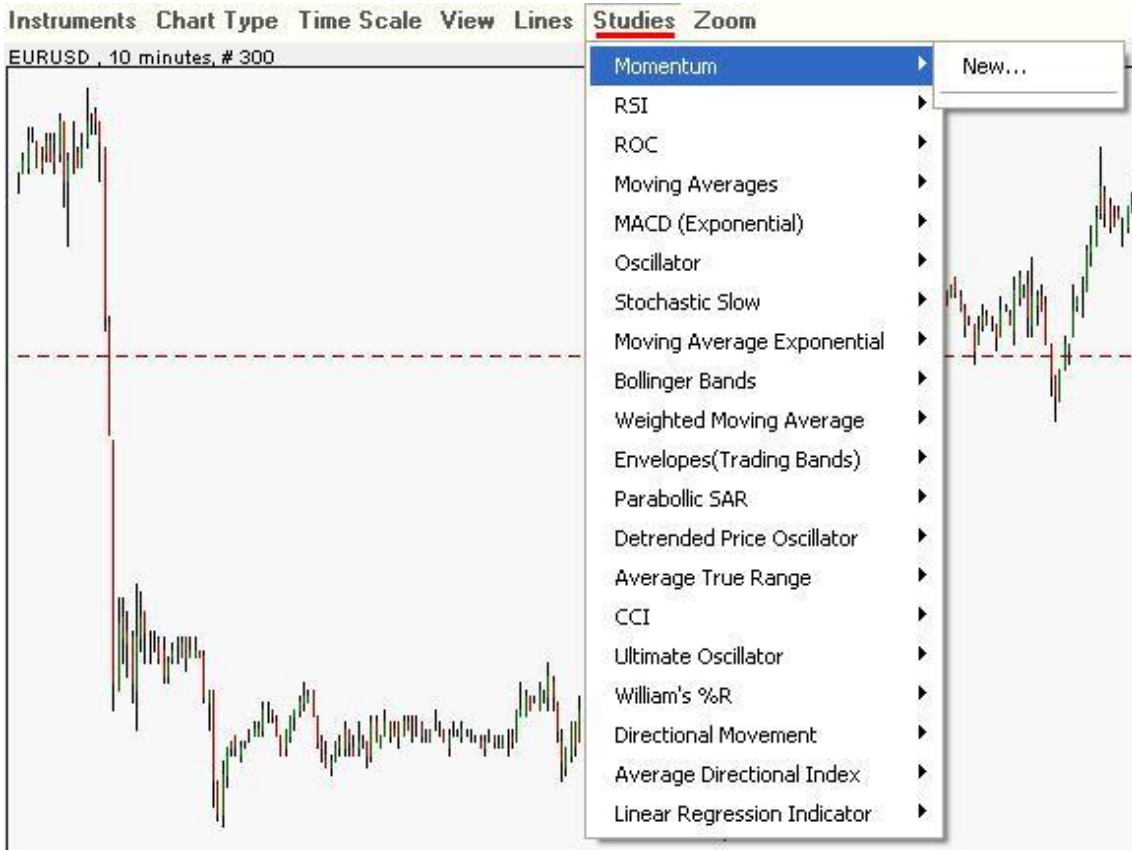 Instruments Chart Type Time Scale View Lines Studies Zoom
EURUSD , 10 minutes, # 300
Momentum
New...
RSI
ROC
Moving Averages
MACD (Exponential)
Oscillator
Stochastic Slow
Moving Average Exponential
Bollinger Bands
Weighted Moving Average
Envelopes(Trading Bands)
Parabollic SAR
Detrended Price Oscillator
Average True Range
CCI
Ultimate Oscillator
William's %R
Directional Movement
Average Directional Index
Linear Regression Indicator